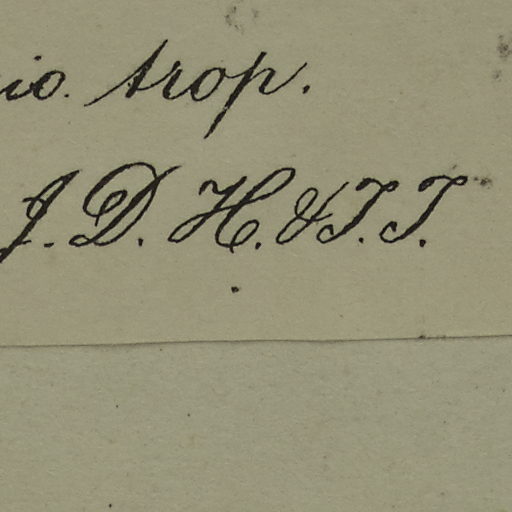 io. trop.
J. D. H. & T. T.